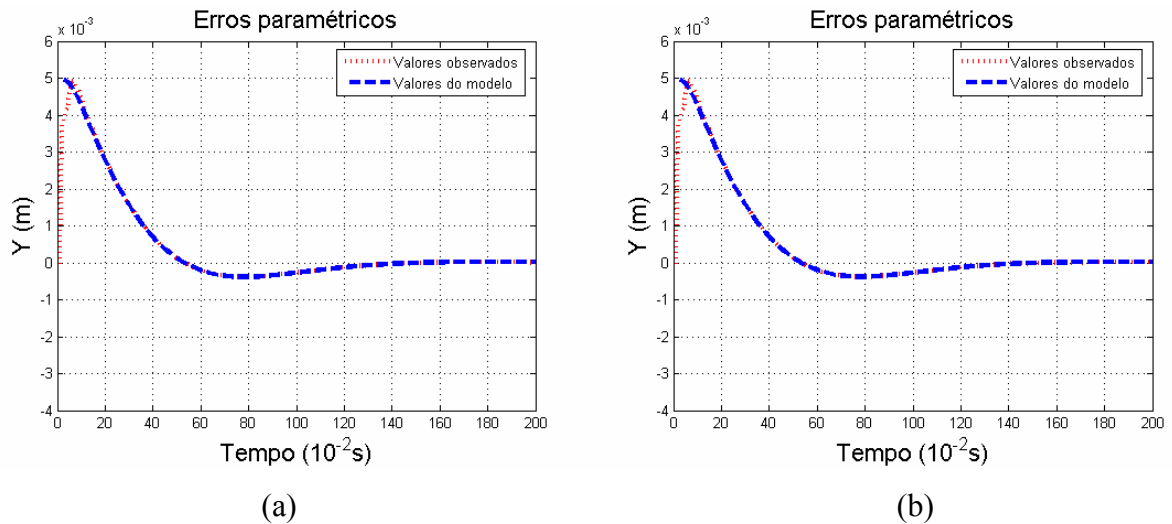 Erros paramétricos
x 10⁻³
6
5
4
3
2
1
0
-1
-2
-3
-4
Y (m)
Valores observados
Valores do modelo
0 20 40 60 80 100 120 140 160 180 200
Tempo (10⁻²s)
(a)
Erros paramétricos
x 10⁻³
6
5
4
3
2
1
0
-1
-2
-3
-4
Y (m)
Valores observados
Valores do modelo
0 20 40 60 80 100 120 140 160 180 200
Tempo (10⁻²s)
(b)